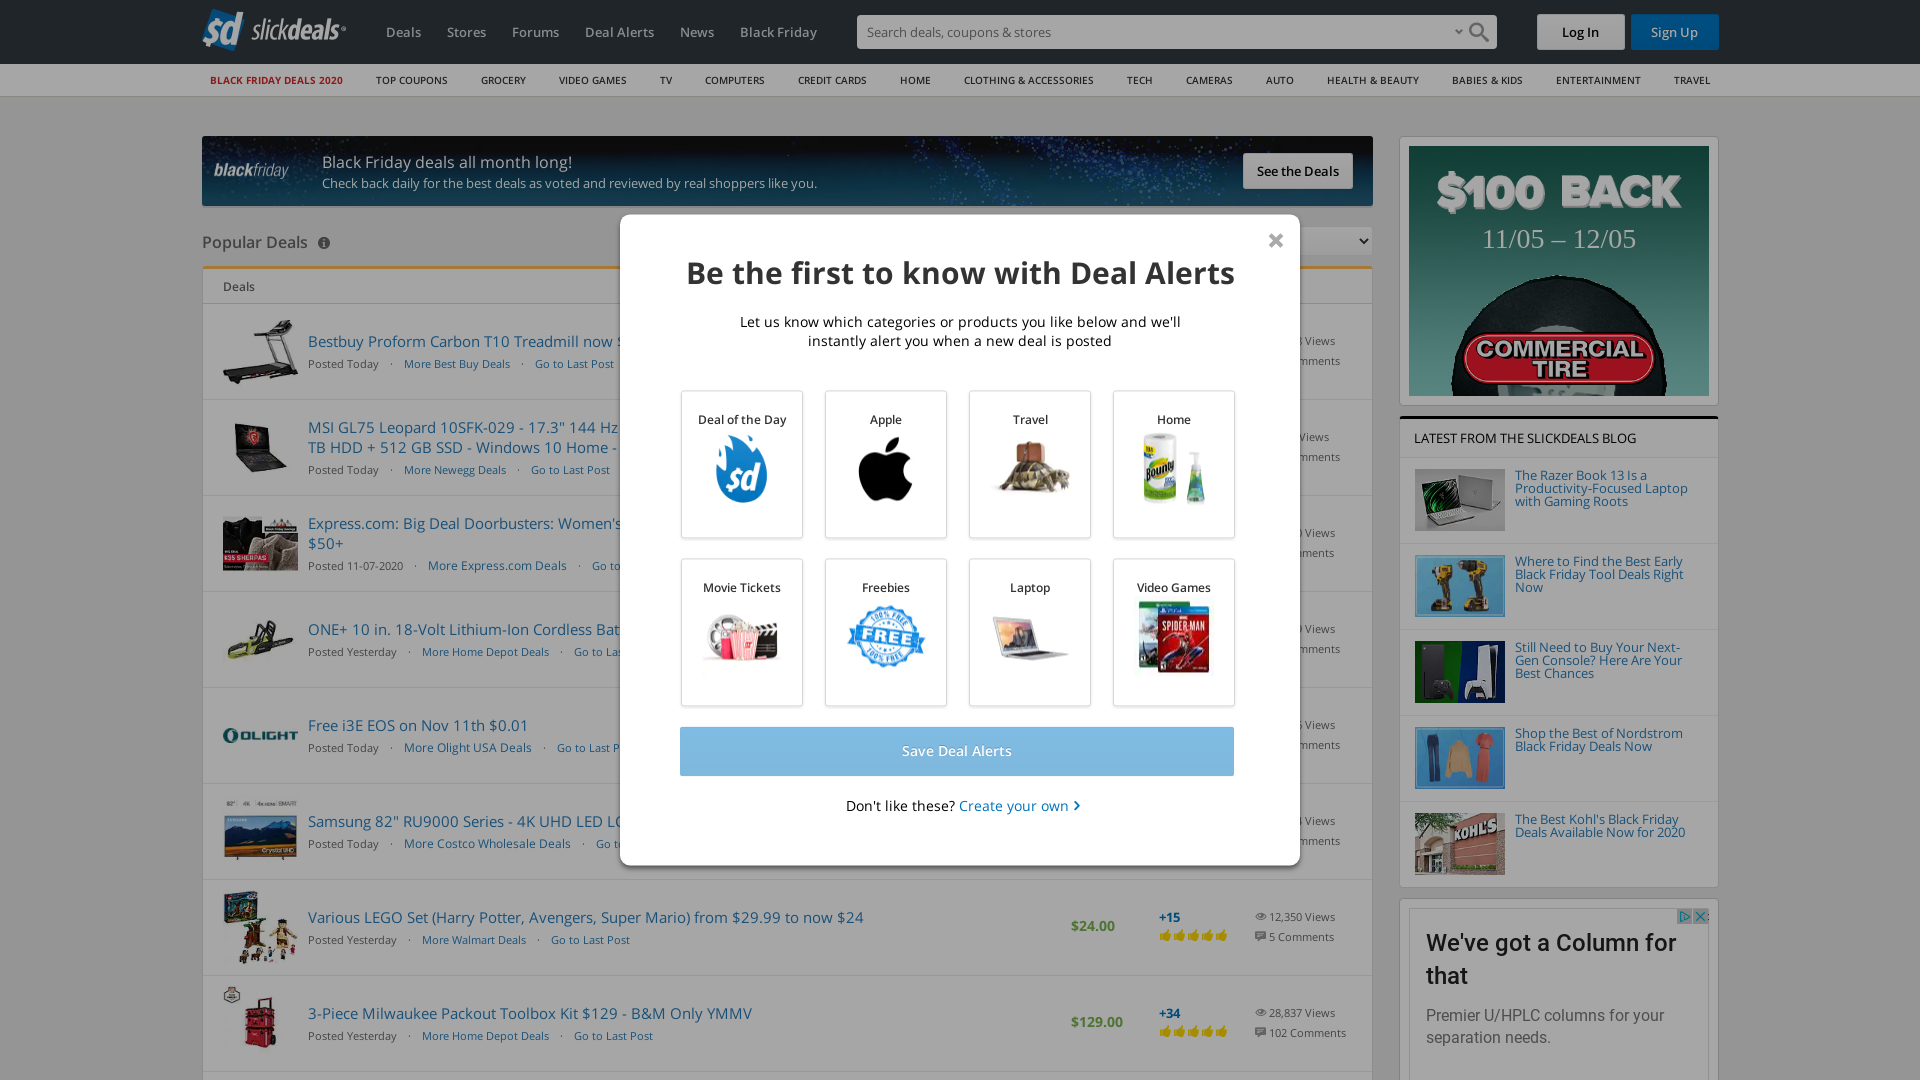 $d slickdeals
Deals
Stores
Forums
Deal Alerts
News
Black Friday
Search deals, coupons & stores
Log In
Sign Up
BLACK FRIDAY DEALS 2020
TOP COUPONS
GROCERY
VIDEO GAMES
TV
COMPUTERS
CREDIT CARDS
HOME
CLOTHING & ACCESSORIES
TECH
CAMERAS
AUTO
HEALTH & BEAUTY
BABIES & KIDS
ENTERTAINMENT
TRAVEL
blackfriday
Black Friday deals all month long!
Check back daily for the best deals as voted and reviewed by real shoppers like you.
See the Deals
Popular Deals
Deals
Bestbuy Proform Carbon T10 Treadmill now
Posted Today · More Best Buy Deals · Go to Last Post
Views
MSI GL75 Leopard 10SFK-029 - 17.3" 144 Hz
TB HDD + 512 GB SSD - Windows 10 Home -
Posted Today · More Newegg Deals · Go to Last Post
Views
Express.com: Big Deal Doorbusters: Women's
$50+
Posted 11-07-2020 · More Express.com Deals · Go to
Views
ONE+ 10 in. 18-Volt Lithium-Ion Cordless
Posted Yesterday · More Home Depot Deals · Go to
Views
Free i3E EOS on Nov 11th $0.01
Posted Today · More Olight USA Deals · Go to Last
Views
OLIGHT
Samsung 82" RU9000 Series - 4K UHD LED
Posted Today · More Costco Wholesale Deals · Go
Views
Various LEGO Set (Harry Potter, Avengers, Super Mario) from $29.99 to now $24
Posted Yesterday · More Walmart Deals · Go to Last Post
$24.00
+15
12,350 Views
5 Comments
3-Piece Milwaukee Packout Toolbox Kit $129 - B&M Only YMMV
Posted Yesterday · More Home Depot Deals · Go to Last Post
$129.00
+34
28,837 Views
102 Comments
Be the first to know with Deal Alerts
Let us know which categories or products you like below and we'll
instantly alert you when a new deal is posted
Deal of the Day
$d
Apple
Travel
Home
Bounty
Movie Tickets
Freebies
100% FREE
FREE
100% FREE
Laptop
Video Games
SPIDER-MAN
Save Deal Alerts
Don't like these? Create your own
$100 BACK
11/05 – 12/05
COMMERCIAL
TIRE
LATEST FROM THE SLICKDEALS BLOG
The Razer Book 13 Is a
Productivity-Focused Laptop
with Gaming Roots
Where to Find the Best Early
Black Friday Tool Deals Right
Now
Still Need to Buy Your Next-
Gen Console? Here Are Your
Best Chances
Shop the Best of Nordstrom
Black Friday Deals Now
KOHL'S
The Best Kohl's Black Friday
Deals Available Now for 2020
We've got a Column for
that
Premier U/HPLC columns for your
separation needs.